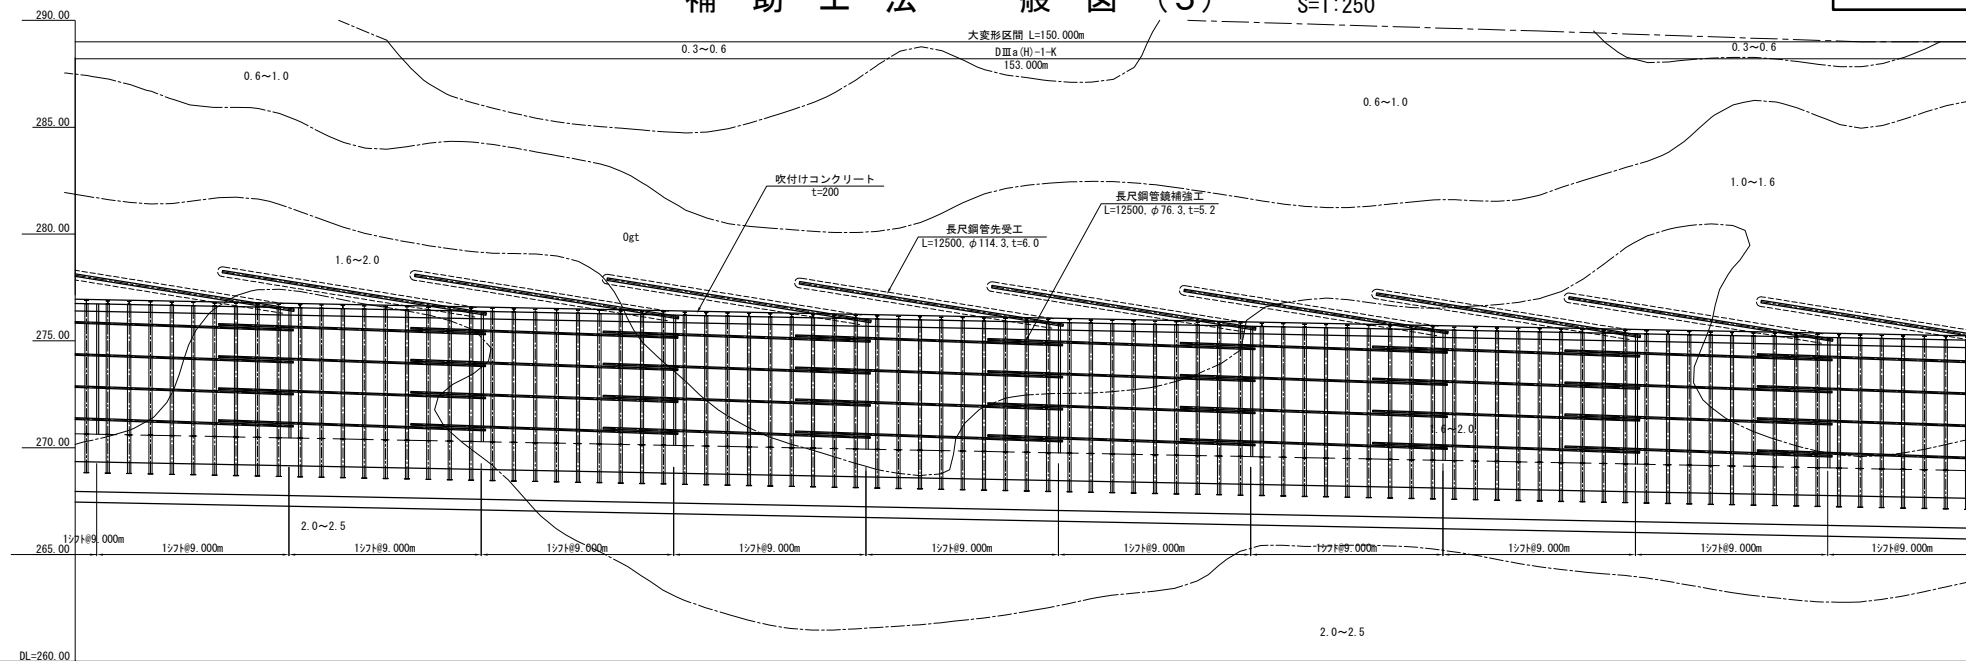 補助工法一般図(3) S=1:250
290.00
大変形区間 L=150.000m
0.3~0.6
DⅢa(H)-1-K
0.3~0.6
153.000m
0.6~1.0
0.6~1.0
285.00
吹付けコンクリート
t=200
1.0~1.6
長尺鋼管鏡補強工
L=12500,φ76.3,t=5.2
長尺鋼管先受工
L=12500,φ114.3,t=6.0
280.00
Ogt
1.6~2.0
275.00
270.00
1.6~2.0
2.0~2.5
265.00
1シフト@9.000m 1シフト@9.000m 1シフト@9.000m 1シフト@9.000m 1シフト@9.000m 1シフト@9.000m 1シフト@9.000m 1シフト@9.000m 1シフト@9.000m 1シフト@9.000m 1シフト@9.000m
2.0~2.5
DL=260.00